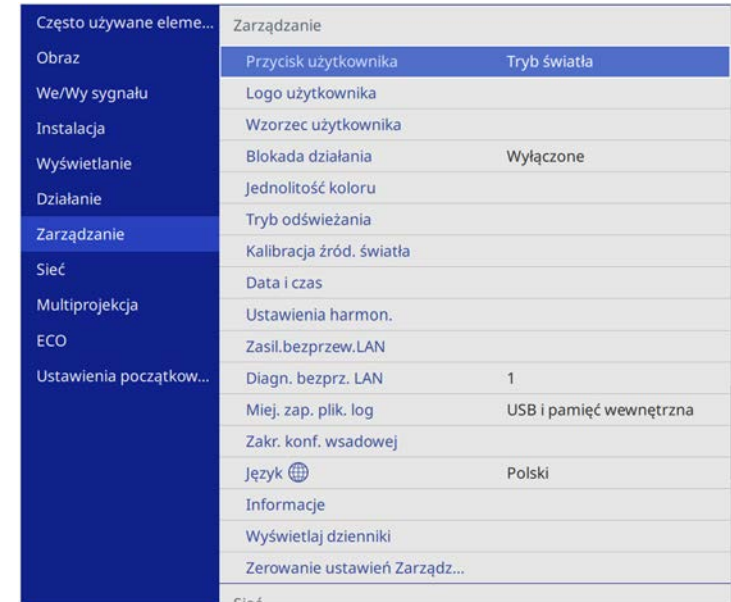 Często używane eleme...
Obraz
We/Wy sygnału
Instalacja
Wyświetlanie
Działanie
Zarządzanie
Sieć
Multiprojekcja
ECO
Ustawienia początkow...
Zarządzanie
Przycisk użytkownika Tryb światła
Logo użytkownika
Wzorzec użytkownika
Blokada działania Wyłączone
Jednolitość koloru
Tryb odświeżania
Kalibracja źród. światła
Data i czas
Ustawienia harmon.
Zasil.bezprzew.LAN
Diagn. bezprz. LAN 1
Miej. zap. plik. log USB i pamięć wewnętrzna
Zakr. konf. wsadowej
Język Polski
Informacje
Wyświetlaj dzienniki
Zerowanie ustawień Zarządz...